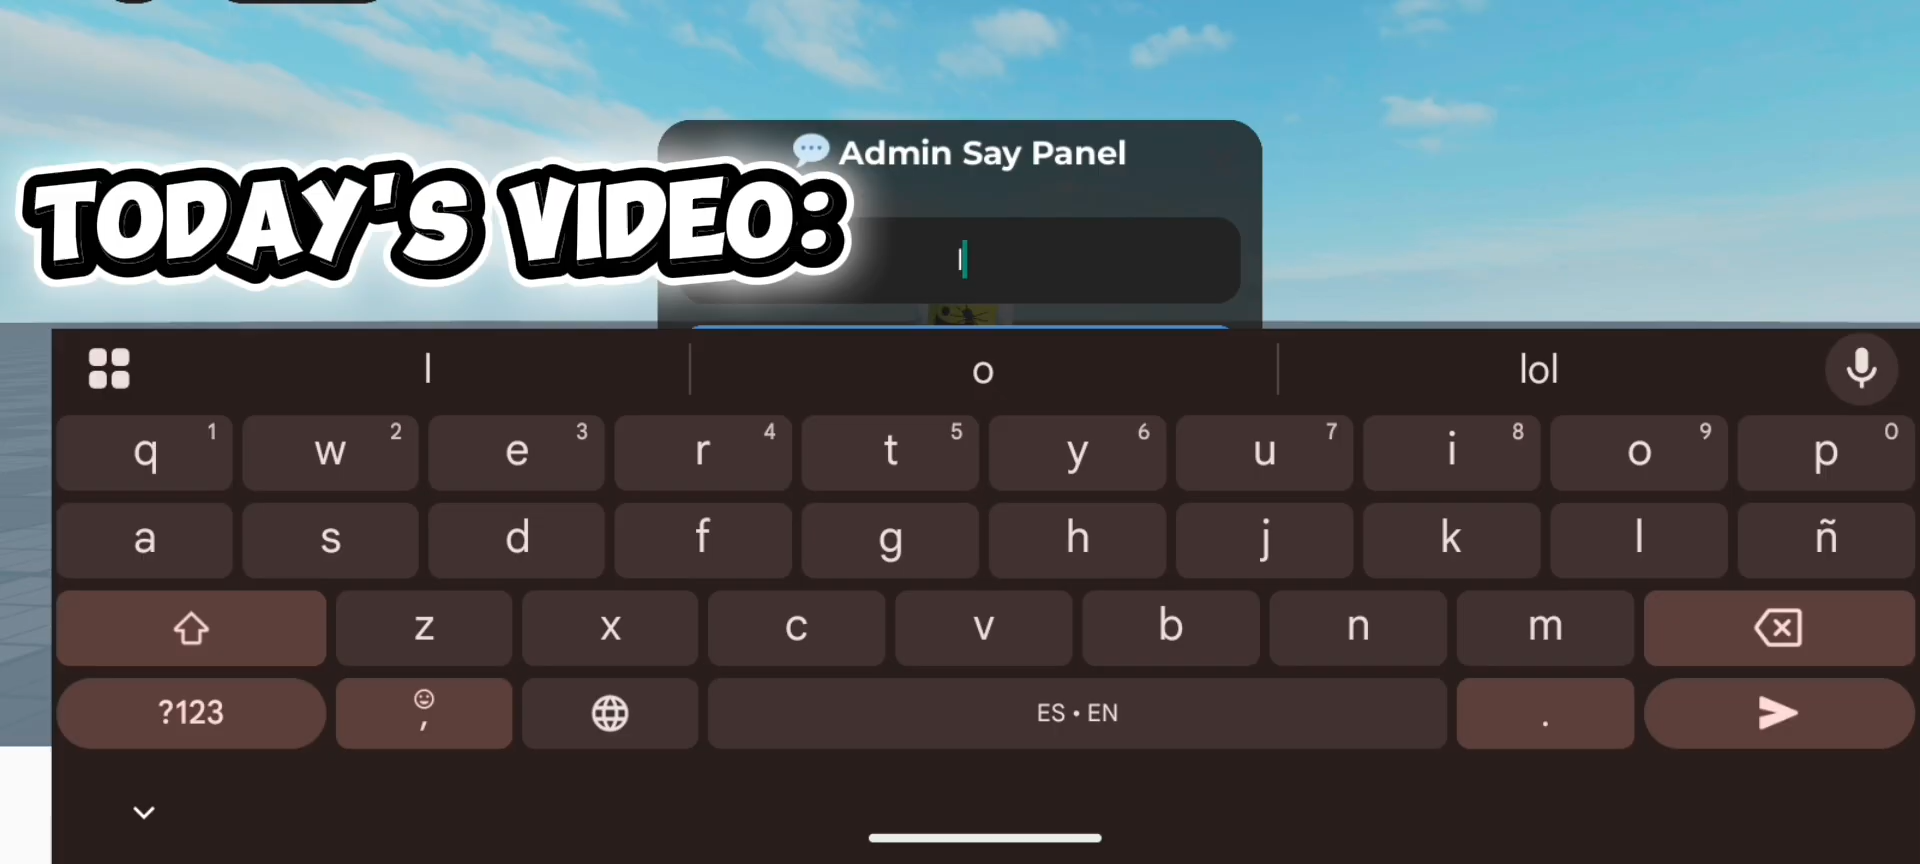 💬 Admin Say Panel
TODAY'S VIDEO:
l
l o lol
q 1 w 2 e 3 r 4 t 5 y 6 u 7 i 8 o 9 p 0
a s d f g h j k l ñ
z x c v b n m
?123 , ES • EN .